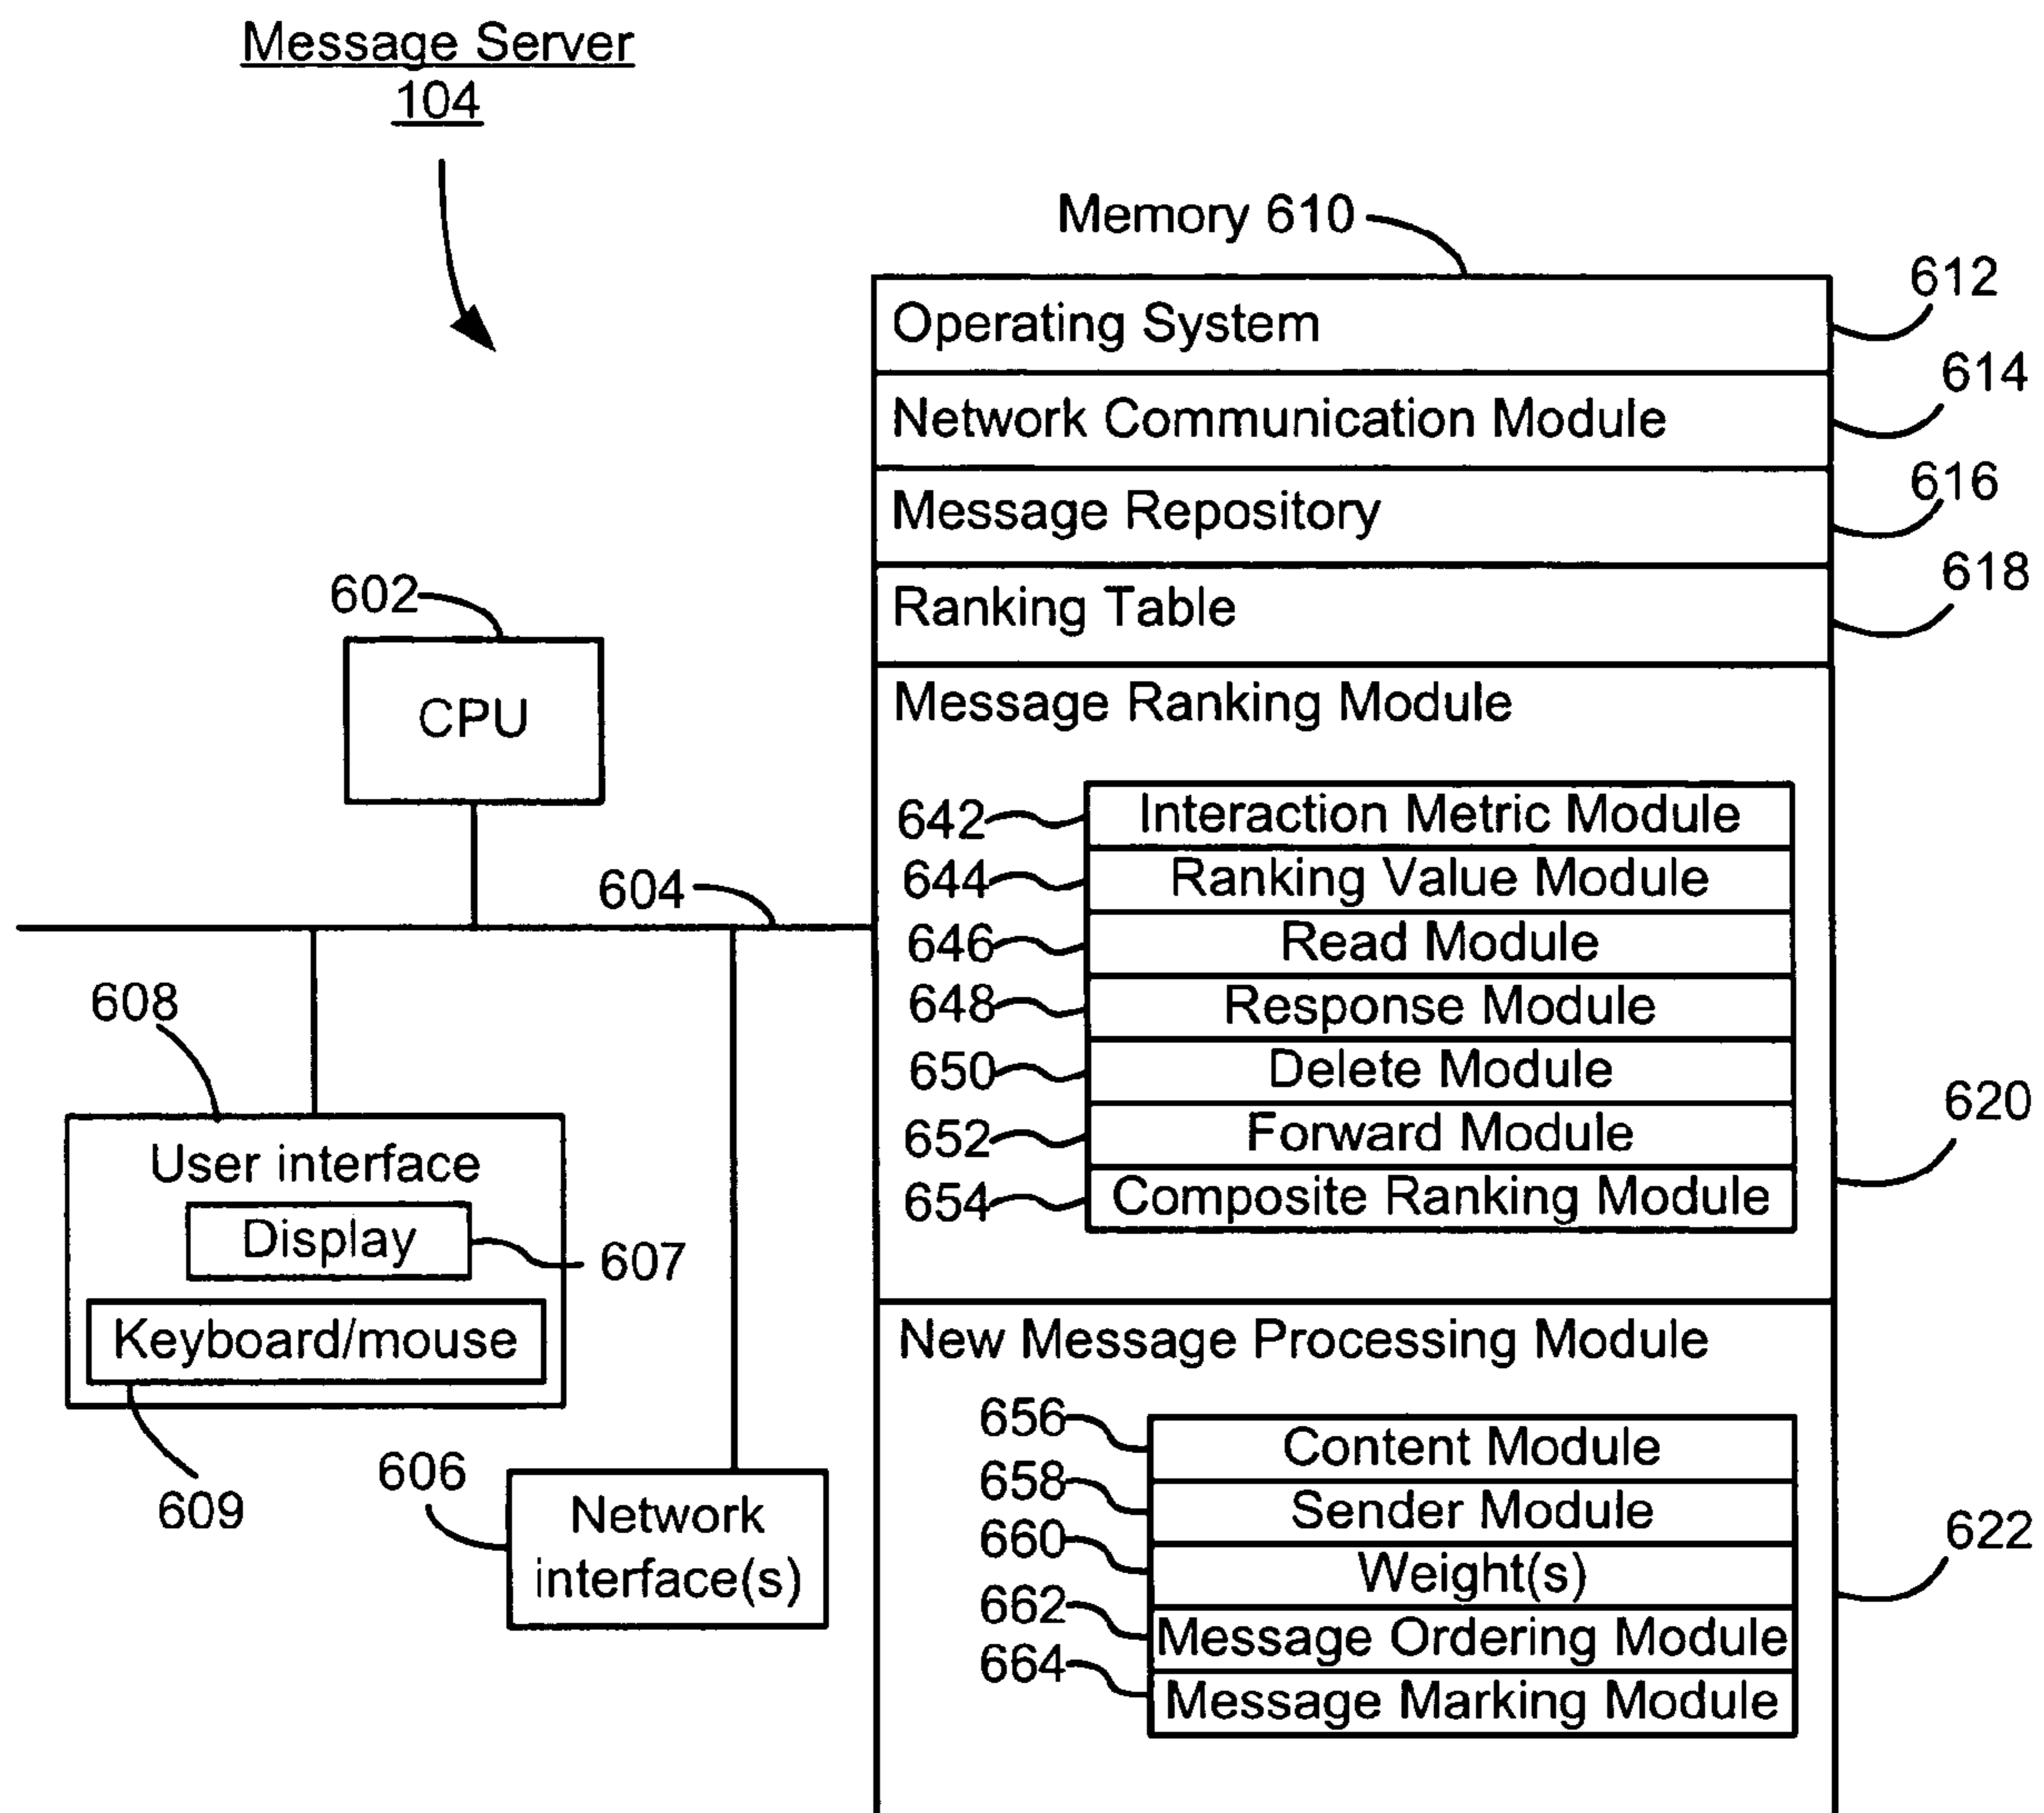 Message Server
104
Memory 610
612
Operating System
614
Network Communication Module
616
Message Repository
618
Ranking Table
602
CPU
604
Message Ranking Module
642
Interaction Metric Module
644
Ranking Value Module
646
Read Module
648
Response Module
650
Delete Module
652
Forward Module
654
Composite Ranking Module
620
608
User interface
Display
607
Keyboard/mouse
609
606
Network
interface(s)
New Message Processing Module
656
Content Module
658
Sender Module
660
Weight(s)
662
Message Ordering Module
664
Message Marking Module
622